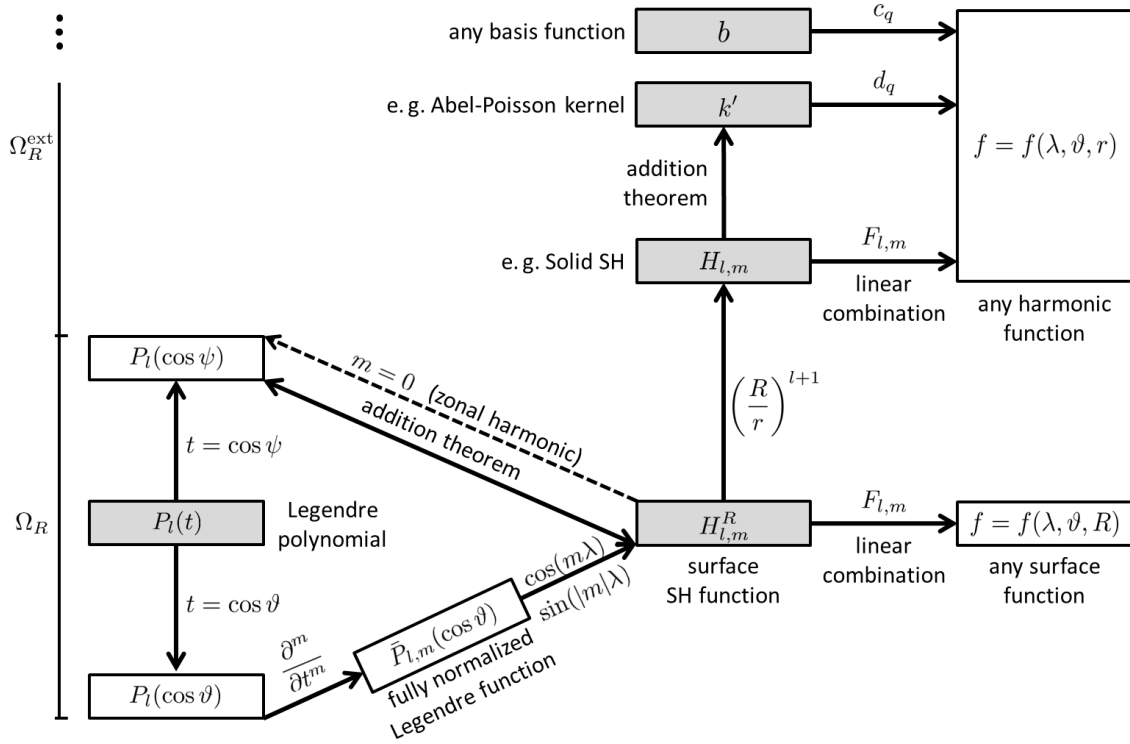 any basis function
b
c_q
e. g. Abel-Poisson kernel
k′
d_q
Ω_R^ext
f = f(λ, ϑ, r)
addition
theorem
e. g. Solid SH
H_{l,m}
F_{l,m}
linear
combination
any harmonic
function
P_l(cos ψ)
m = 0 (zonal harmonic)
addition theorem
(R/r)^{l+1}
t = cos ψ
Ω_R
P_l(t)
Legendre
polynomial
H_{l,m}^R
F_{l,m}
f = f(λ, ϑ, R)
surface
SH function
linear
combination
any surface
function
t = cos ϑ
cos(mλ)
sin(|m|λ)
∂^m/∂t^m
P̄_{l,m}(cos ϑ)
fully normalized
Legendre function
P_l(cos ϑ)